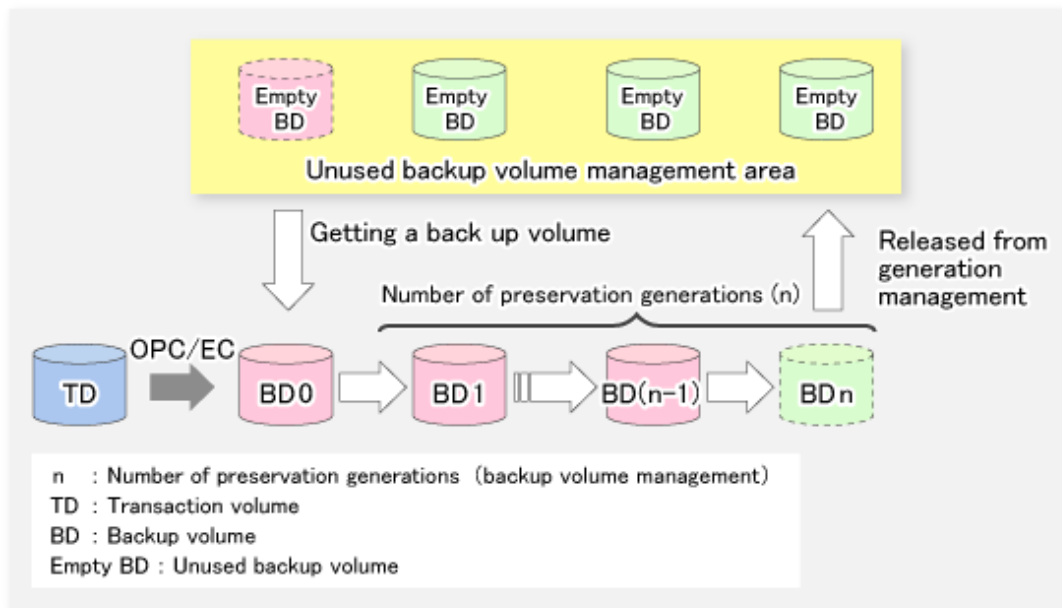 Empty
BD
Empty
BD
Empty
BD
Empty
BD
Unused backup volume management area
Getting a back up volume
Released from
generation
management
Number of preservation generations (n)
OPC/EC
TD
BD0
BD1
BD(n-1)
BDn
n : Number of preservation generations (backup volume management)
TD : Transaction volume
BD : Backup volume
Empty BD : Unused backup volume